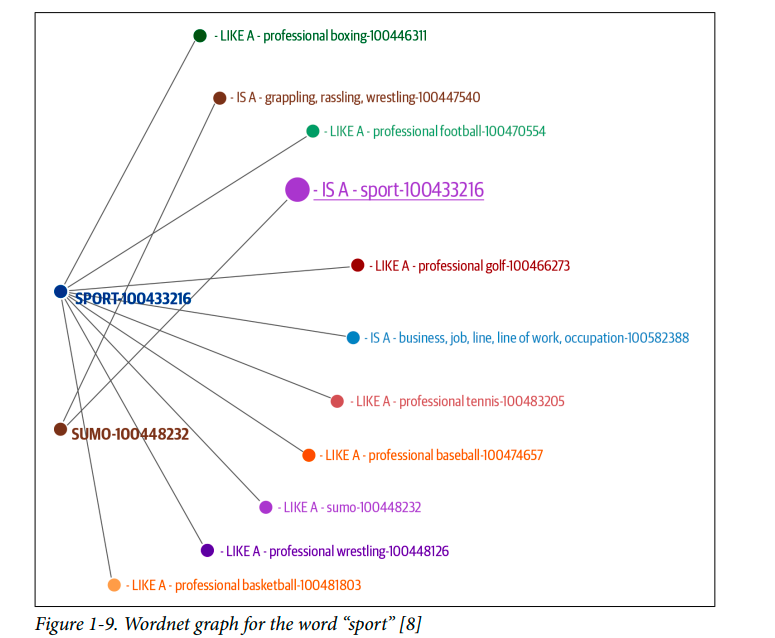 - LIKE A - professional boxing-100446311
- IS A - grappling, rassling, wrestling-100447540
- LIKE A - professional football-100470554
- IS A - sport-100433216
- LIKE A - professional golf-100466273
SPORT-100433216
- IS A - business, job, line, line of work, occupation-100582388
- LIKE A - professional tennis-100483205
SUMO-100448232
- LIKE A - professional baseball-100474657
- LIKE A - sumo-100448232
- LIKE A - professional wrestling-100448126
- LIKE A - professional basketball-100481803
Figure 1-9. Wordnet graph for the word “sport” [8]